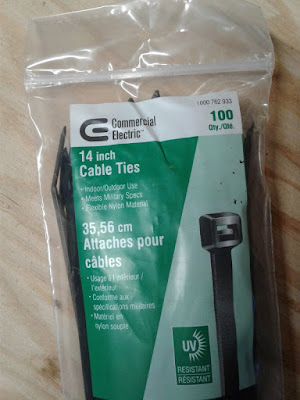 1000 792 933
Commercial
Electric™
100
Qty./Qté.
14 inch
Cable Ties
• Indoor/Outdoor Use
• Meets Military Specs
• Flexible Nylon Material
35,56 cm
Attaches pour
câbles
• Usage à l'intérieur /
l'extérieur
• Conforme aux
spécifications militaires
• Matériel en
nylon souple
UV
RESISTANT
RÉSISTANT